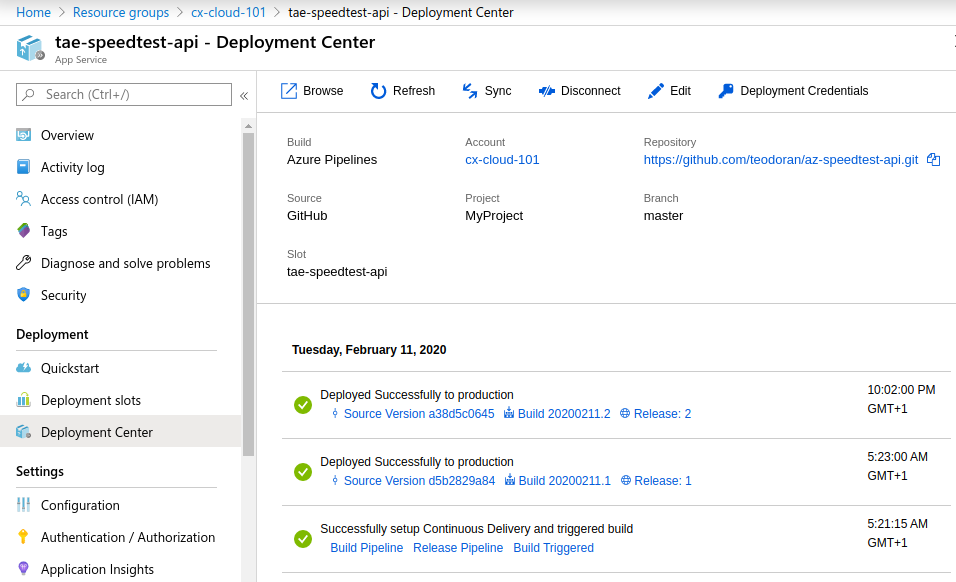 Home > Resource groups > cx-cloud-101 > tae-speedtest-api - Deployment Center
tae-speedtest-api - Deployment Center
App Service
Search (Ctrl+/)
«
Overview
Activity log
Access control (IAM)
Tags
Diagnose and solve problems
Security
Deployment
Quickstart
Deployment slots
Deployment Center
Settings
Configuration
Authentication / Authorization
Application Insights
Browse Refresh Sync Disconnect Edit Deployment Credentials
Build Account Repository
Azure Pipelines cx-cloud-101 https://github.com/teodoran/az-speedtest-api.git
Source Project Branch
GitHub MyProject master
Slot
tae-speedtest-api
Tuesday, February 11, 2020
Deployed Successfully to production 10:02:00 PM
Source Version a38d5c0645 Build 20200211.2 Release: 2 GMT+1
Deployed Successfully to production 5:23:00 AM
Source Version d5b2829a84 Build 20200211.1 Release: 1 GMT+1
Successfully setup Continuous Delivery and triggered build 5:21:15 AM
Build Pipeline Release Pipeline Build Triggered GMT+1